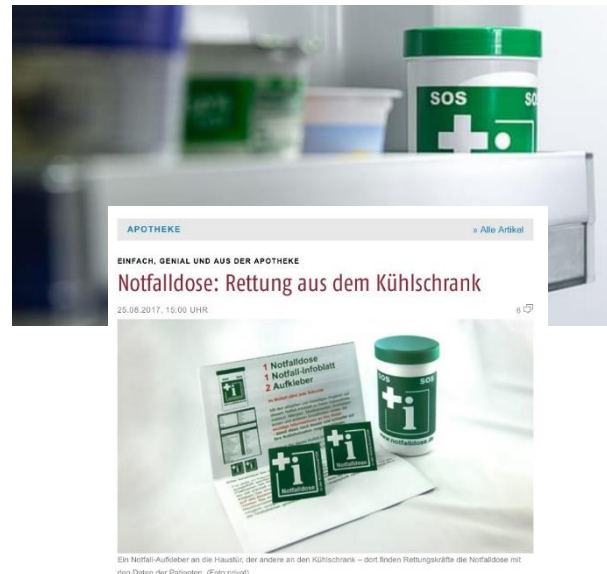 SOS SO
APOTHEKE » Alle Artikel
EINFACH, GENIAL UND AUS DER APOTHEKE
Notfalldose: Rettung aus dem Kühlschrank
25.08.2017, 15:00 UHR 6
1 Notfalldose
1 Notfall-Infoblatt
2 Aufkleber
SOS SOS
www.notfalldose.de
Notfalldose
Notfalldose
Ein Notfall-Aufkleber an die Haustür, der andere an den Kühlschrank – dort finden Rettungskräfte die Notfalldose mit
den Daten der Patienten. (Foto:privat)